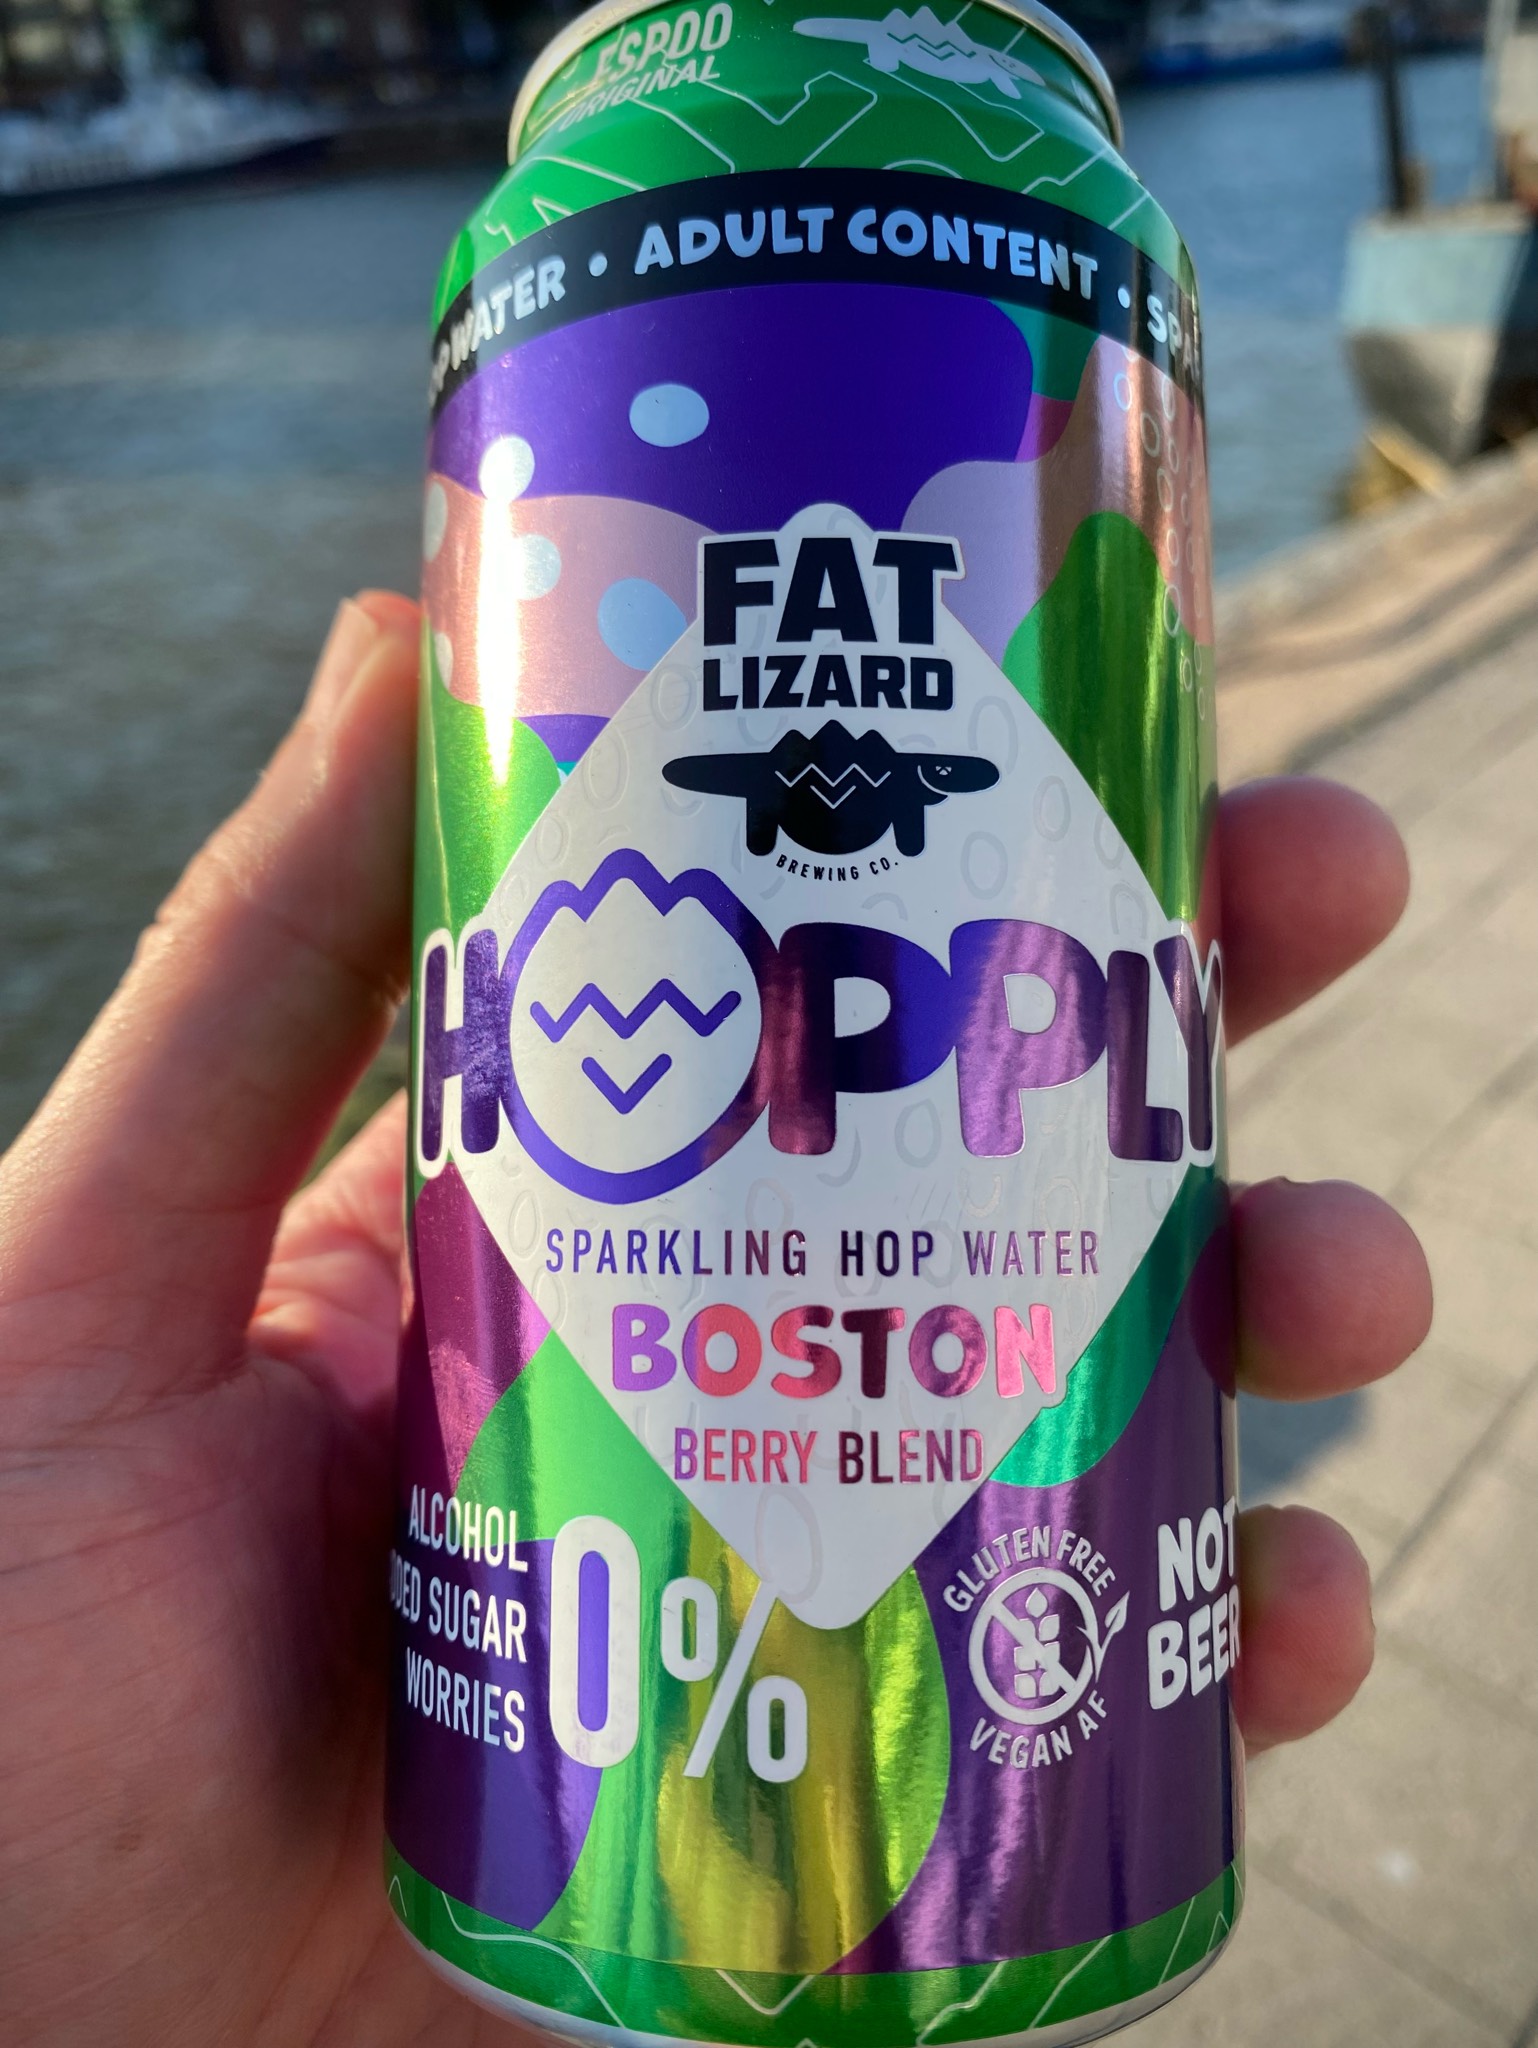 ESPOO
ORIGINAL
WATER • ADULT CONTENT •
FAT
LIZARD
BREWING CO.
HOPPLY
SPARKLING HOP WATER
BOSTON
BERRY BLEND
ALCOHOL
SUGAR
WORRIES
0%
GLUTEN FREE
VEGAN AF
NOT
BEER